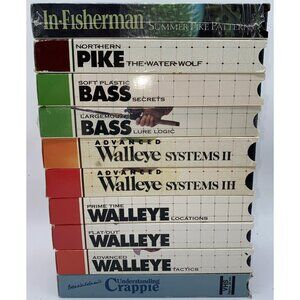 In-Fisherman SUMMER PIKE PATTERNS
NORTHERN
PIKE THE-WATER-WOLF
SOFT PLASTIC
BASS SECRETS
LARGEMOUTH
BASS LURE LOGIC
ADVANCED
Walleye SYSTEMS II
ADVANCED
Walleye SYSTEMS III
PRIME TIME
WALLEYE LOCATIONS
FLAT-OUT
WALLEYE
ADVANCED
WALLEYE TACTICS
Understanding
Crappie
VHS